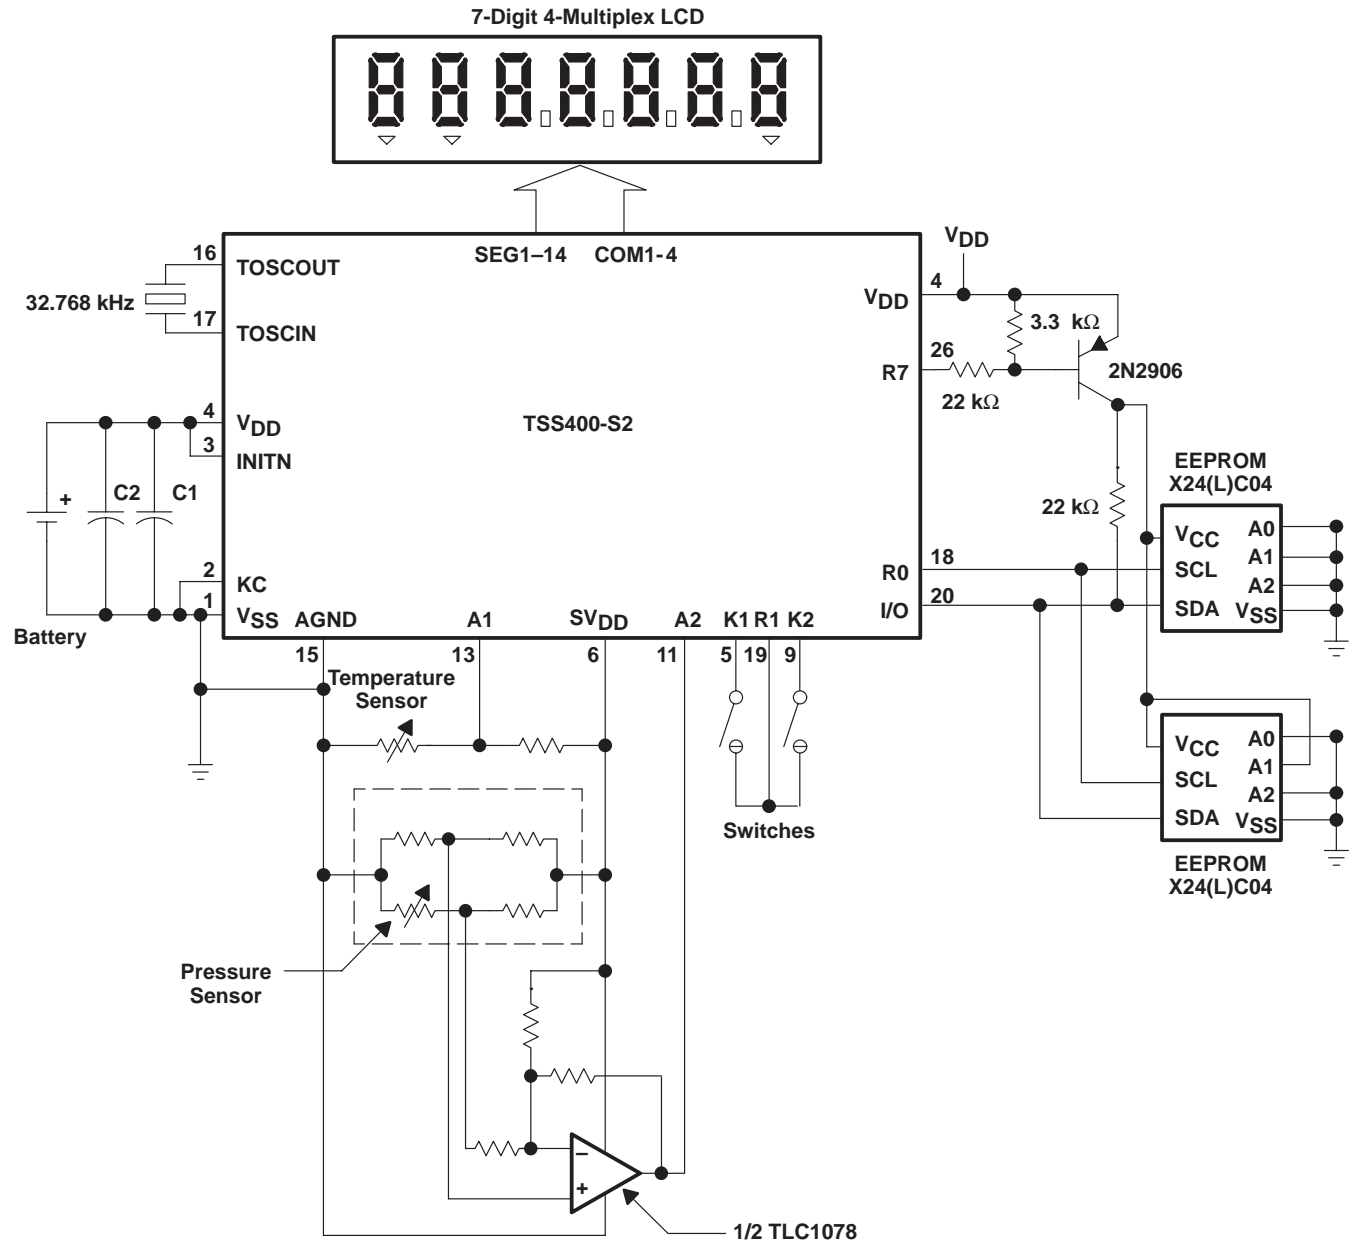 7-Digit 4-Multiplex LCD
SEG1–14 COM1- 4
16
TOSCOUT
32.768 kHz
17
TOSCIN
4
VDD
3
INITN
C2 C1
+
2
KC
1
VSS
Battery
TSS400-S2
VDD
4
VDD
3.3 kΩ
26
R7
22 kΩ
2N2906
22 kΩ
18
R0
20
I/O
EEPROM
X24(L)C04
VCC A0
SCL A1
A2
SDA VSS
VCC A0
SCL A1
A2
SDA VSS
EEPROM
X24(L)C04
AGND A1 SVDD A2 K1 R1 K2
15 13 6 11 5 19 9
Temperature
Sensor
Switches
Pressure
Sensor
–
+
1/2 TLC1078